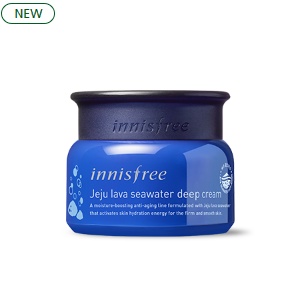 NEW
innisfree
innisfree
Jeju lava seawater deep cream
A moisture-boosting anti-aging line formulated with Jeju lava seawater
that activates skin hydration energy for the firm and smooth skin.